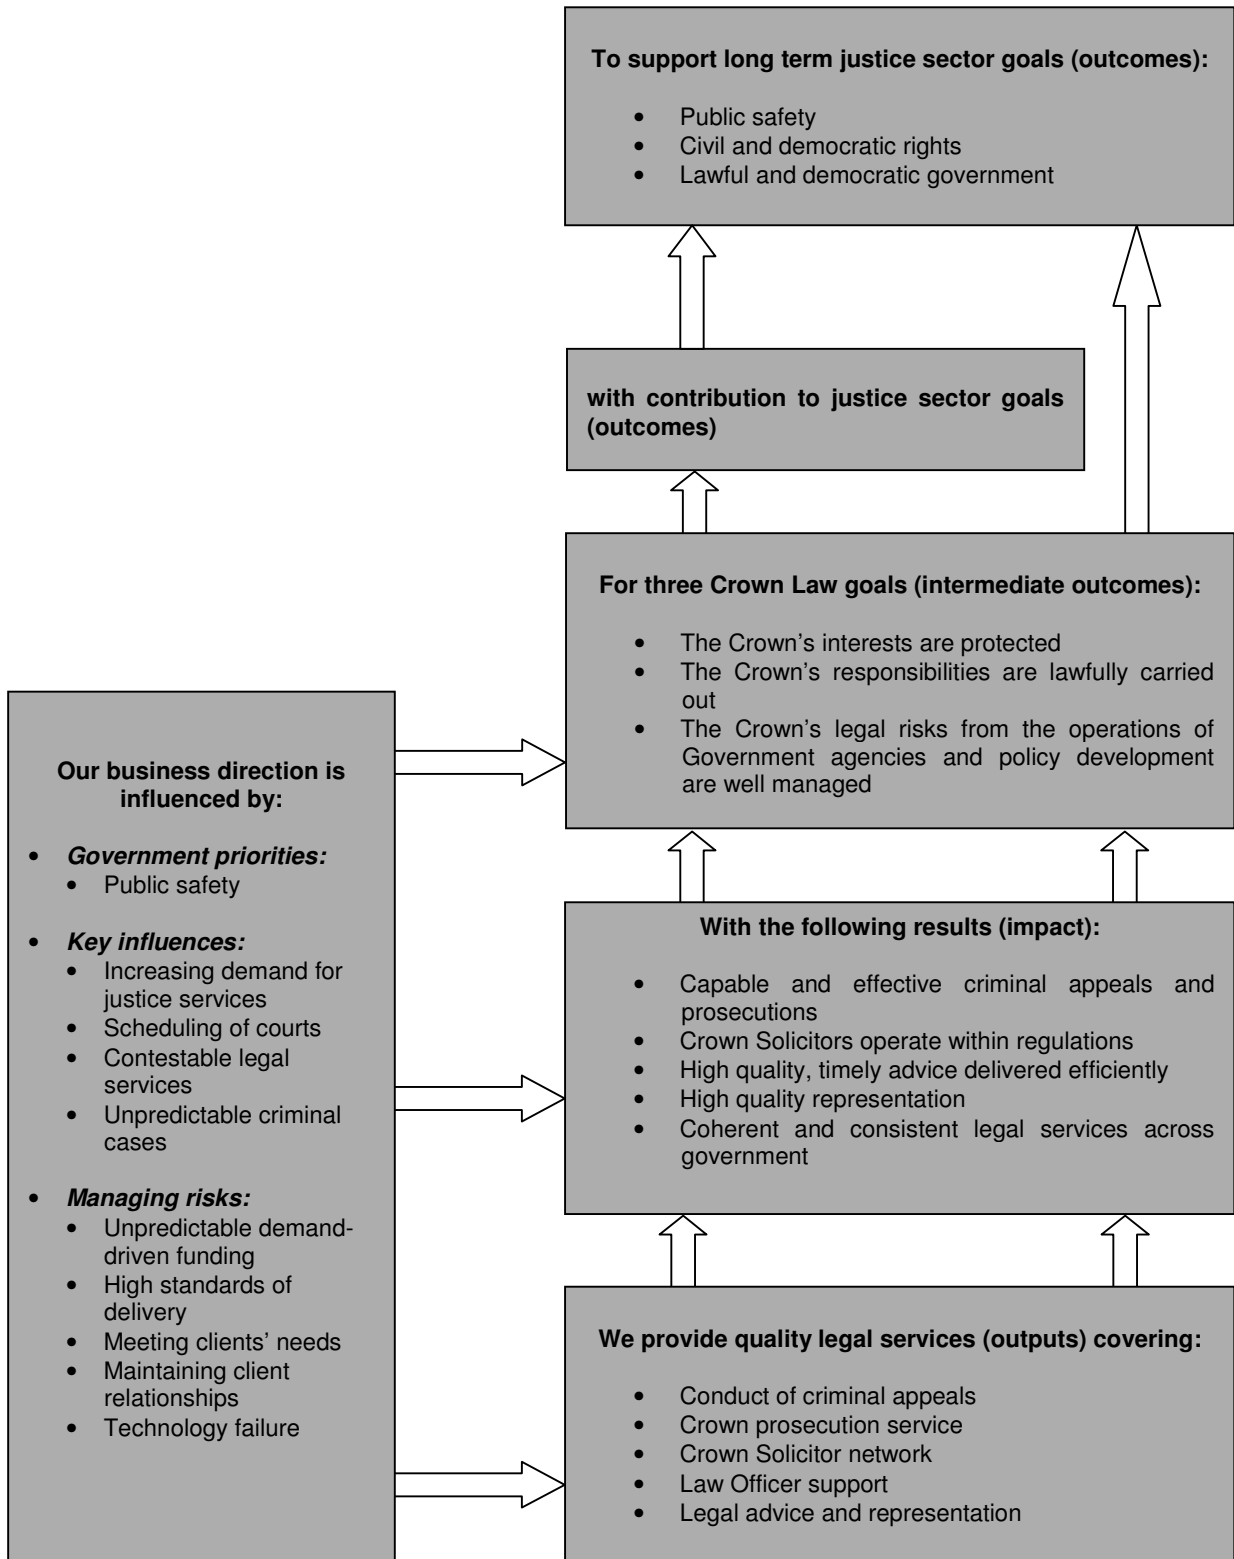 To support long term justice sector goals (outcomes):
• Public safety
• Civil and democratic rights
• Lawful and democratic government
with contribution to justice sector goals
(outcomes)
For three Crown Law goals (intermediate outcomes):
• The Crown’s interests are protected
• The Crown’s responsibilities are lawfully carried
out
• The Crown’s legal risks from the operations of
Government agencies and policy development
are well managed
Our business direction is
influenced by:
• Government priorities:
• Public safety
• Key influences:
• Increasing demand for
justice services
• Scheduling of courts
• Contestable legal
services
• Unpredictable criminal
cases
• Managing risks:
• Unpredictable demand-
driven funding
• High standards of
delivery
• Meeting clients’ needs
• Maintaining client
relationships
• Technology failure
With the following results (impact):
• Capable and effective criminal appeals and
prosecutions
• Crown Solicitors operate within regulations
• High quality, timely advice delivered efficiently
• High quality representation
• Coherent and consistent legal services across
government
We provide quality legal services (outputs) covering:
• Conduct of criminal appeals
• Crown prosecution service
• Crown Solicitor network
• Law Officer support
• Legal advice and representation